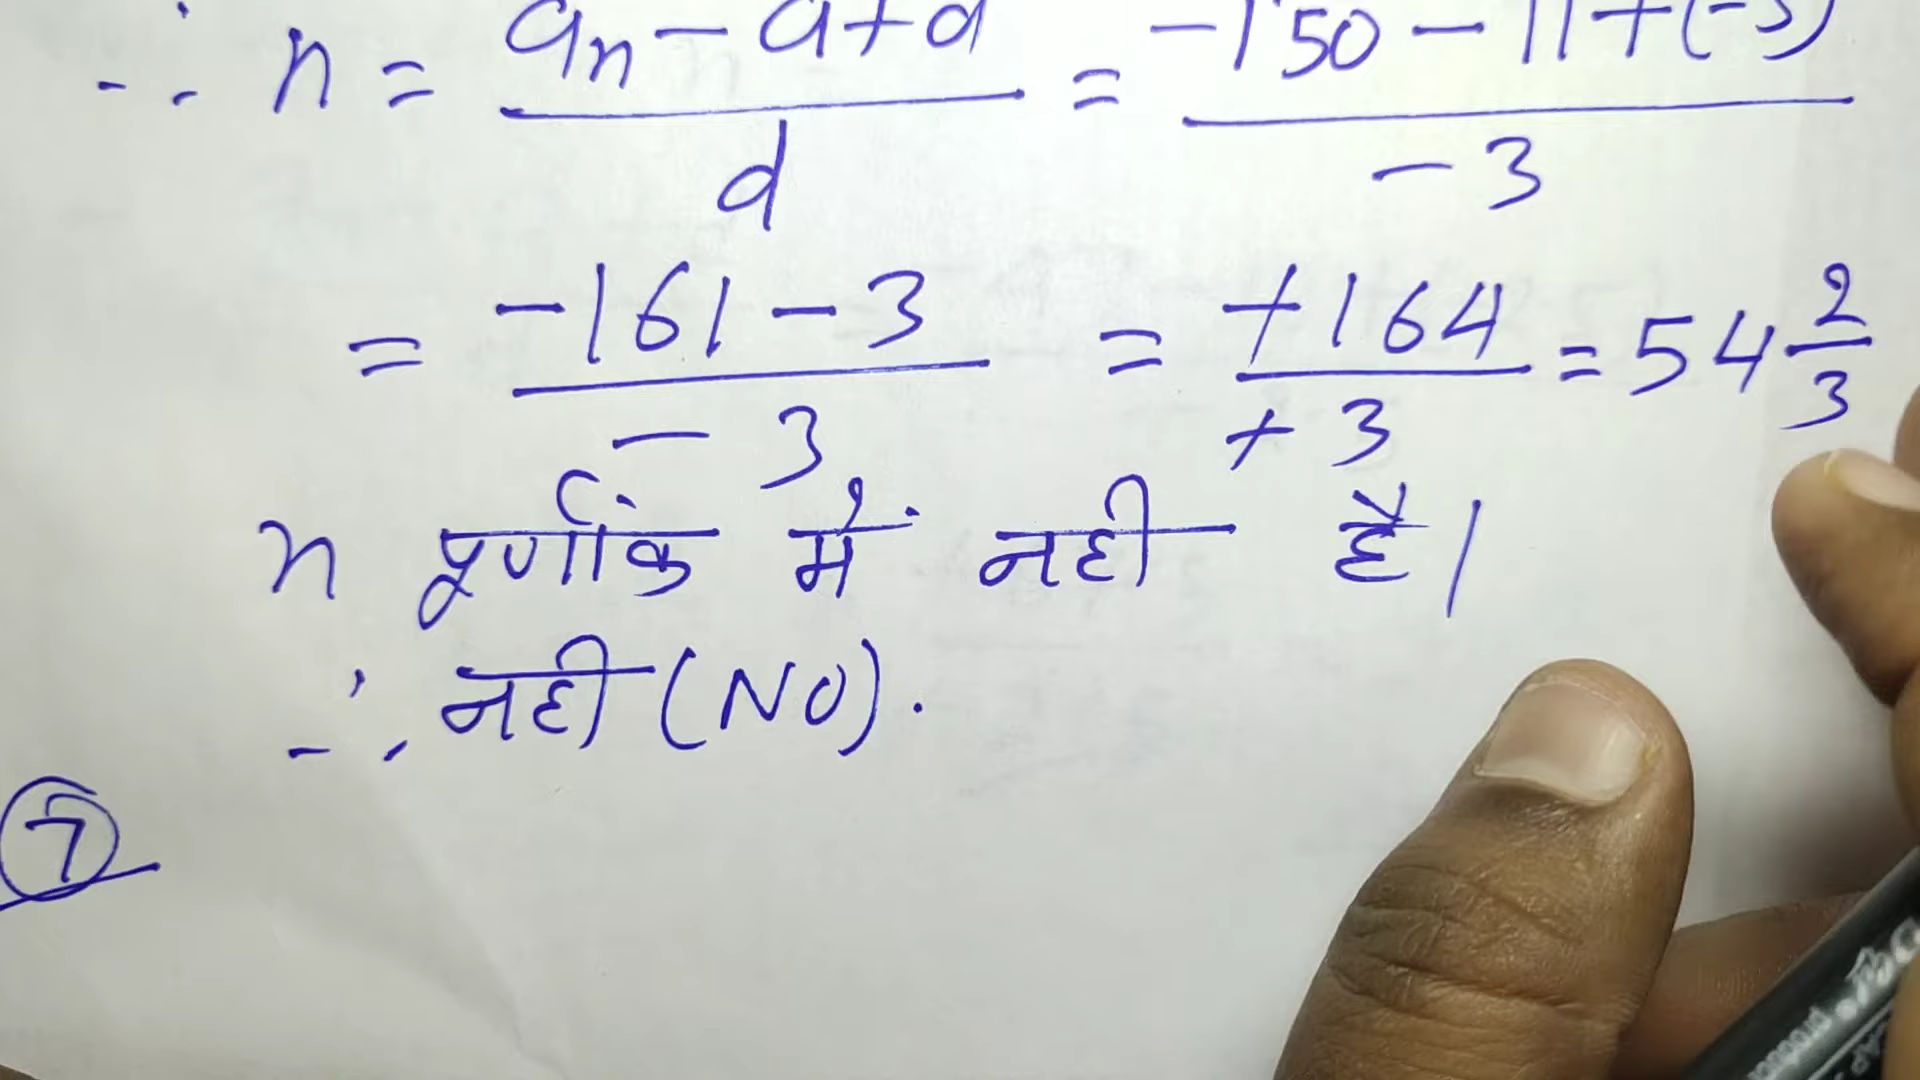 ∴ n = (an - a + d)/d = (-150 - 11 + (-3))/-3
= (-161 - 3)/-3 = +164/+3 = 54 2/3
n पूर्णांक में नही है।
∴ नही (NO).
7